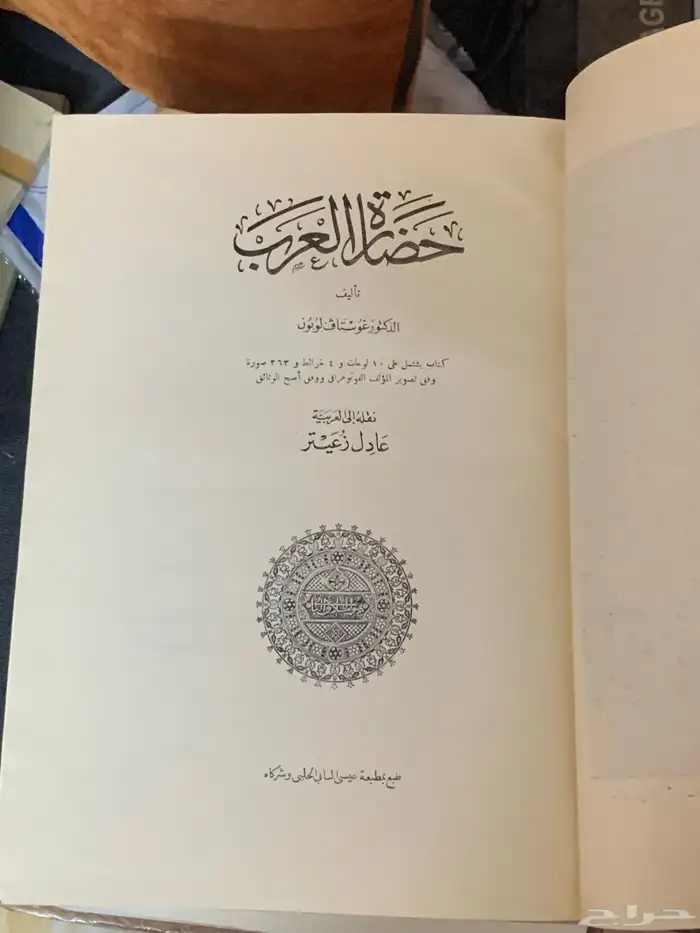 حضارة العرب
تأليف
الدكتور غوستاف لوبون
كتاب يشتمل على ١٠ لوحات و ٤ خرائط و ٣٦٣ صورة
وفق تصوير المؤلف الفوتوغرافي ووفق أصح الوثائق
نقله إلى العربية
عادل زعيتر
طبع بمطبعة عيسى البابي الحلبي وشركاه
حراج